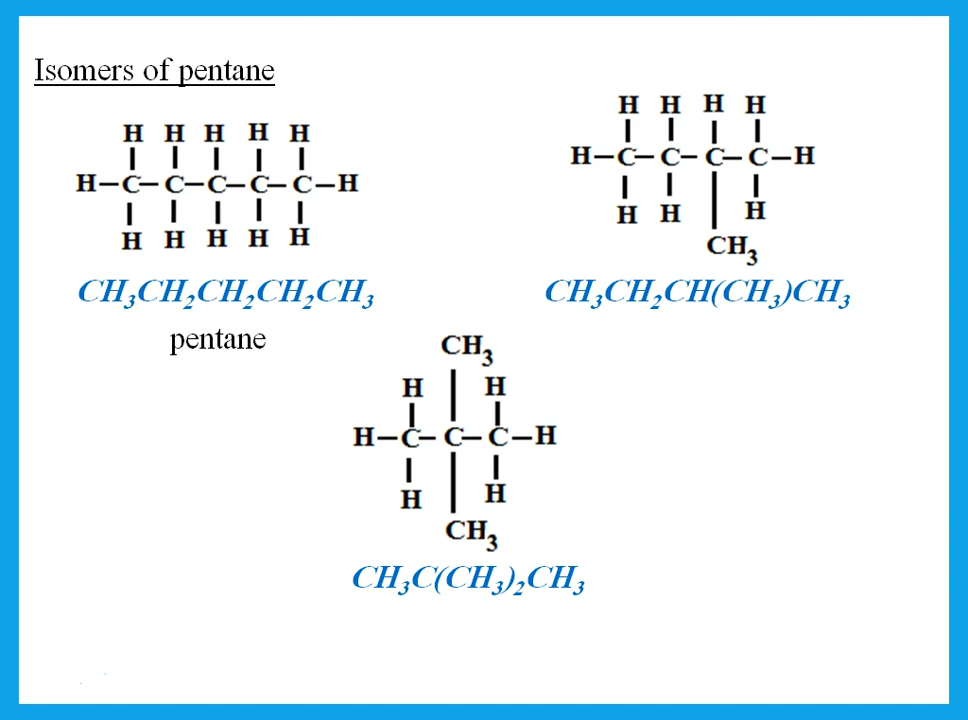 Isomers of pentane
H H H H H
H–C–C–C–C–C–H
H H H H H
CH₃CH₂CH₂CH₂CH₃
pentane
H H H H
H–C–C–C–C–H
H H H
CH₃
CH₃CH₂CH(CH₃)CH₃
CH₃
H H
H–C–C–C–H
H H
CH₃
CH₃C(CH₃)₂CH₃